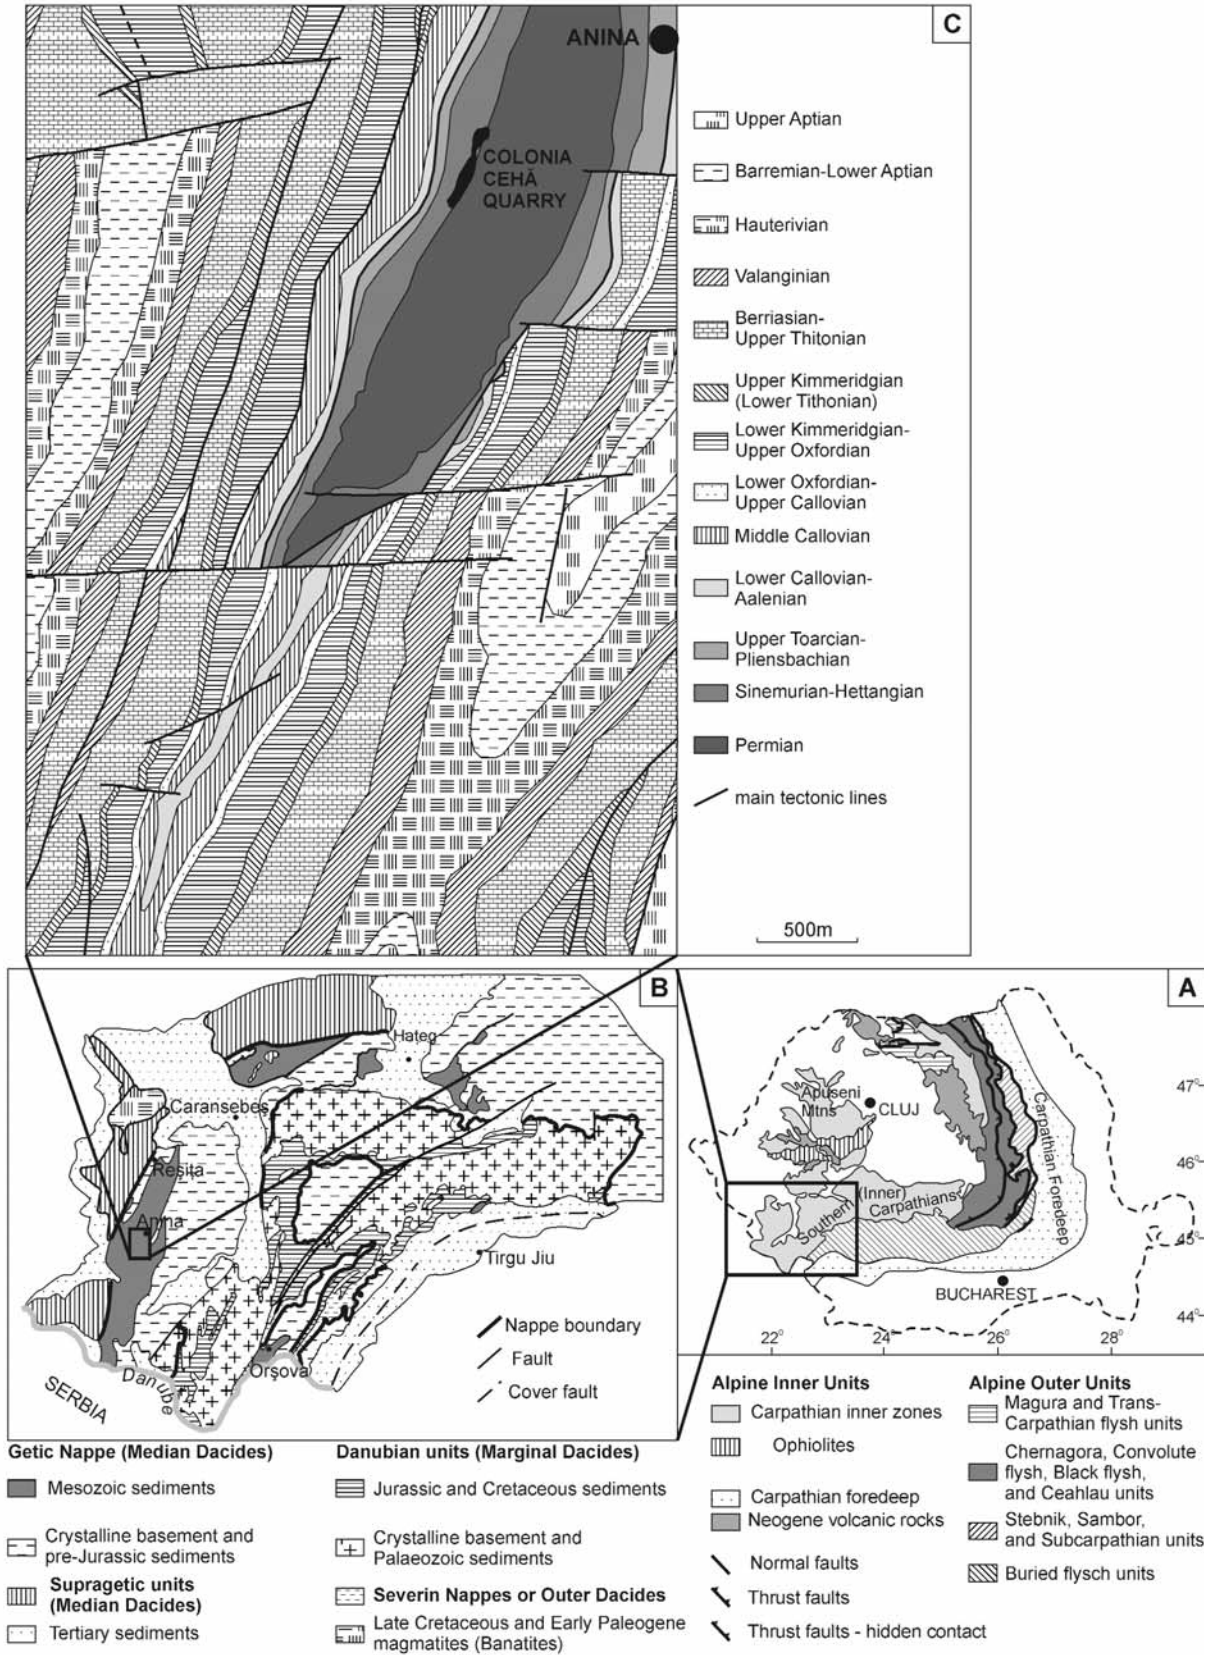 C
ANINA
COLONIA
CEHĂ
QUARRY
Upper Aptian
Barremian-Lower Aptian
Hauterivian
Valanginian
Berriasian-
Upper Thitonian
Upper Kimmeridgian
(Lower Tithonian)
Lower Kimmeridgian-
Upper Oxfordian
Lower Oxfordian-
Upper Callovian
Middle Callovian
Lower Callovian-
Aalenian
Upper Toarcian-
Pliensbachian
Sinemurian-Hettangian
Permian
main tectonic lines
500m
B
Hateg
Caransebeş
Reşiţa
Anina
Tirgu Jiu
Orşova
Danube
SERBIA
Nappe boundary
Fault
Cover fault
A
Apuseni
Mtns
CLUJ
Southern
(Inner)
Carpathians
Carpathian Foredeep
BUCHAREST
47°
46°
45°
44°
22°
24°
26°
28°
Getic Nappe (Median Dacides)
Mesozoic sediments
Crystalline basement and
pre-Jurassic sediments
Supragetic units
(Median Dacides)
Tertiary sediments
Danubian units (Marginal Dacides)
Jurassic and Cretaceous sediments
Crystalline basement and
Palaeozoic sediments
Severin Nappes or Outer Dacides
Late Cretaceous and Early Paleogene
magmatites (Banatites)
Alpine Inner Units
Carpathian inner zones
Ophiolites
Carpathian foredeep
Neogene volcanic rocks
Normal faults
Thrust faults
Thrust faults - hidden contact
Alpine Outer Units
Magura and Trans-
Carpathian flysh units
Chernagora, Convolute
flysh, Black flysh,
and Ceahlau units
Stebnik, Sambor,
and Subcarpathian units
Buried flysch units